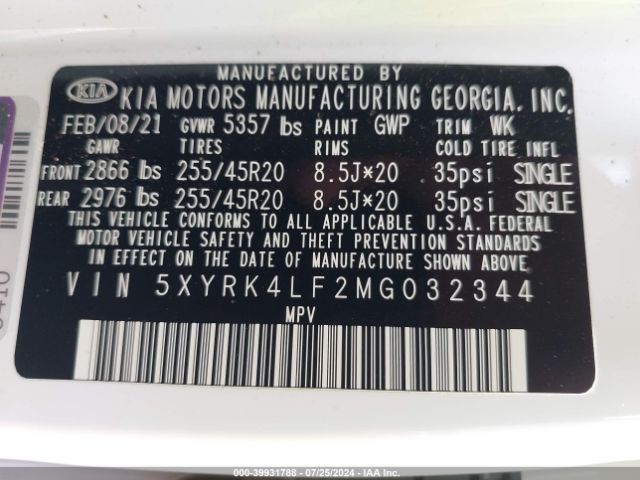 MANUFACTURED BY
KIA KIA MOTORS MANUFACTURING GEORGIA, INC.
FEB/08/21 GVWR 5357 lbs PAINT GWP TRIM WK
GAWR TIRES RIMS COLD TIRE INFL
FRONT 2866 lbs 255/45R20 8.5J*20 35psi SINGLE
REAR 2976 lbs 255/45R20 8.5J*20 35psi SINGLE
THIS VEHICLE CONFORMS TO ALL APPLICABLE U.S.A. FEDERAL
MOTOR VEHICLE SAFETY AND THEFT PREVENTION STANDARDS
IN EFFECT ON THE DATE OF MANUFACTURE SHOWN ABOVE.
VIN 5XYRK4LF2MG032344
MPV
000-39931788 - 07/25/2024 - IAA Inc.